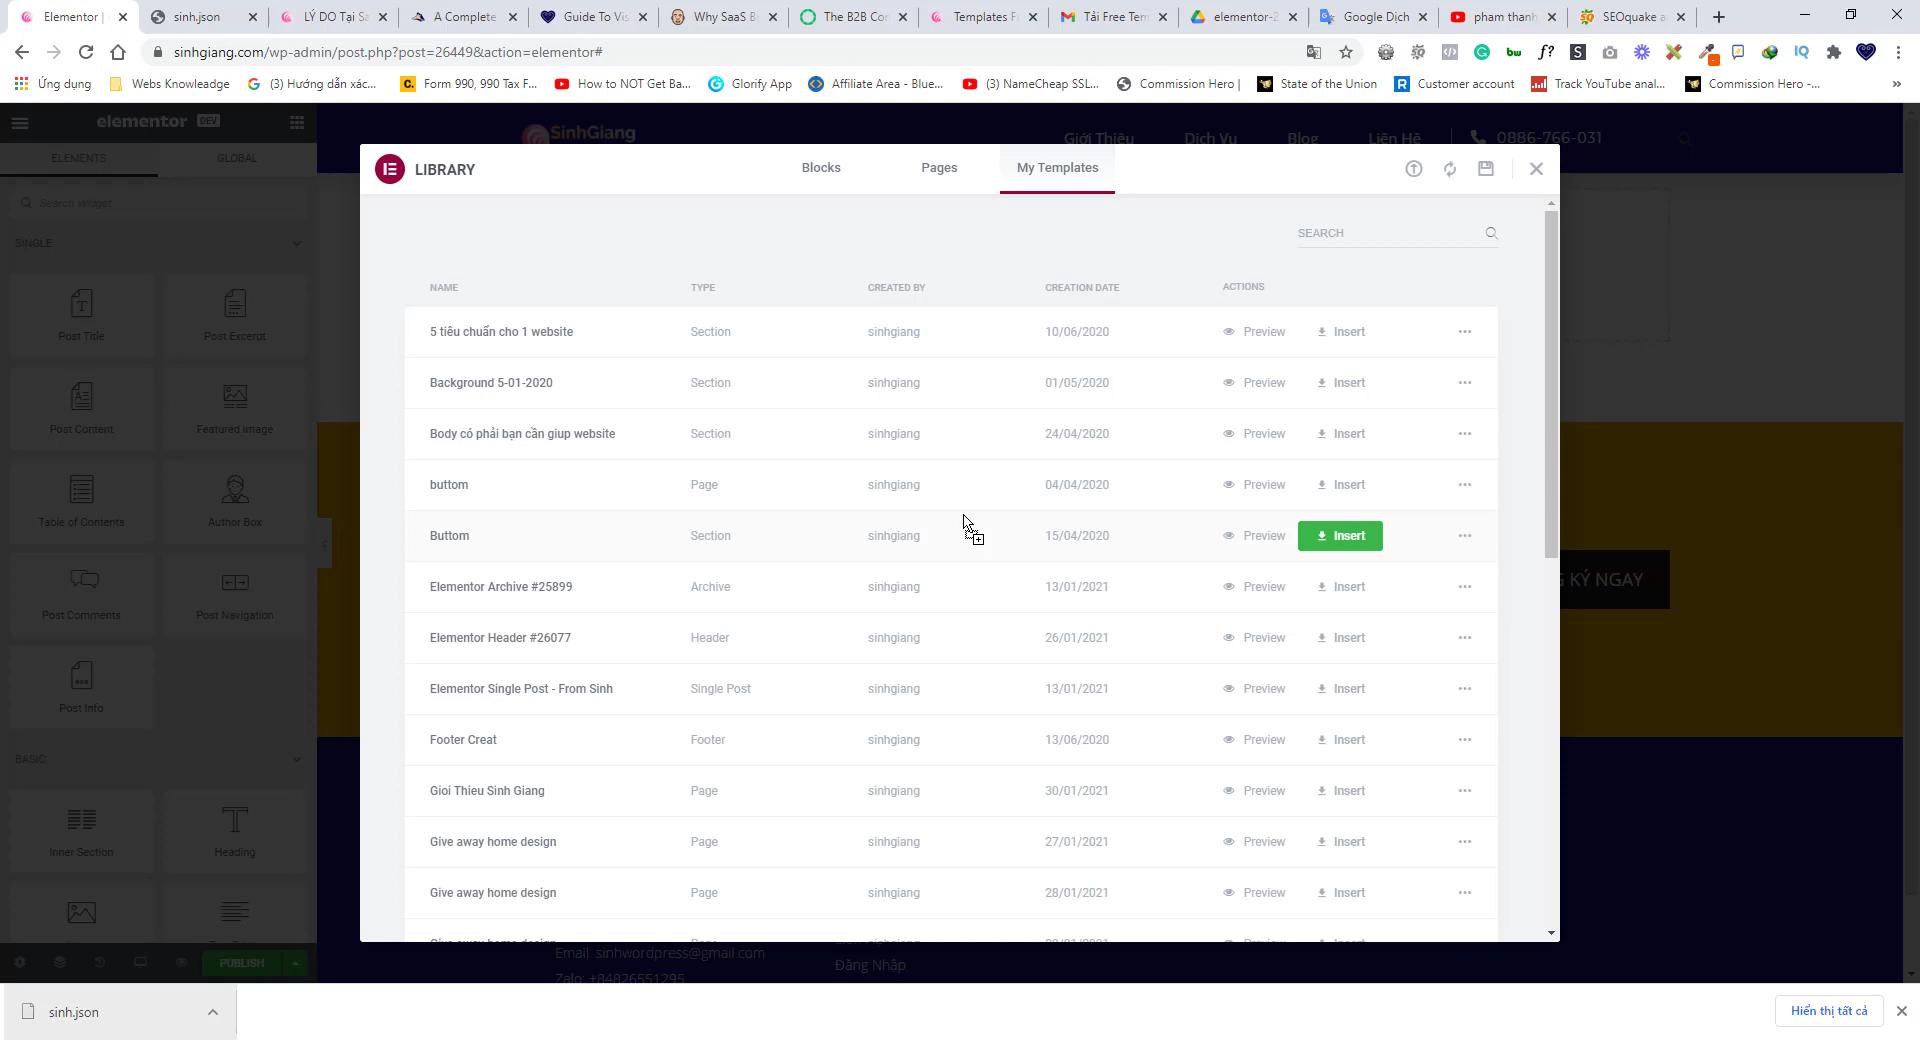 Elementor |
sinh.json
LÝ DO Tại Sa
A Complete
Guide To Vis
Why SaaS B
The B2B Con
Templates F
Tải Free Tem
elementor-2
Google Dịch
pham thanh
SEOquake a
sinhgiang.com/wp-admin/post.php?post=26449&action=elementor#
Ứng dụng
Webs Knowleadge
(3) Hướng dẫn xác...
Form 990, 990 Tax F...
How to NOT Get Ba...
Glorify App
Affiliate Area - Blue...
(3) NameCheap SSL...
Commission Hero |
State of the Union
Customer account
Track YouTube anal...
Commission Hero -...
elementor DEV
SinhGiang
Giới Thiệu
Dịch Vụ
Blog
Liên Hệ
0886-766-031
ELEMENTS
GLOBAL
Search Widget
SINGLE
Post Title
Post Excerpt
Post Content
Featured Image
Table of Contents
Author Box
Post Comments
Post Navigation
Post Info
BASIC
Inner Section
Heading
PUBLISH
LIBRARY
Blocks
Pages
My Templates
SEARCH
NAME TYPE CREATED BY CREATION DATE ACTIONS
5 tiêu chuẩn cho 1 website Section sinhgiang 10/06/2020 Preview Insert
Background 5-01-2020 Section sinhgiang 01/05/2020 Preview Insert
Body có phải bạn cần giup website Section sinhgiang 24/04/2020 Preview Insert
buttom Page sinhgiang 04/04/2020 Preview Insert
Buttom Section sinhgiang 15/04/2020 Preview Insert
Elementor Archive #25899 Archive sinhgiang 13/01/2021 Preview Insert
Elementor Header #26077 Header sinhgiang 26/01/2021 Preview Insert
Elementor Single Post - From Sinh Single Post sinhgiang 13/01/2021 Preview Insert
Footer Creat Footer sinhgiang 13/06/2020 Preview Insert
Gioi Thieu Sinh Giang Page sinhgiang 30/01/2021 Preview Insert
Give away home design Page sinhgiang 27/01/2021 Preview Insert
Give away home design Page sinhgiang 28/01/2021 Preview Insert
KÝ NGAY
Email: sinhwordpress@gmail.com
Đăng Nhập
Zalo: +84826551295
sinh.json
Hiển thị tất cả